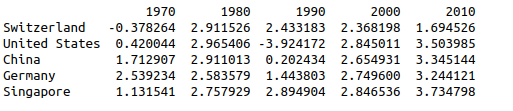 1970 1980 1990 2000 2010
Switzerland -0.378264 2.911526 2.433183 2.368198 1.694526
United States 0.420044 2.965406 -3.924172 2.845011 3.503985
China 1.712907 2.911013 0.202434 2.654931 3.345144
Germany 2.539234 2.583579 1.443803 2.749600 3.244121
Singapore 1.131541 2.757929 2.894904 2.846536 3.734798